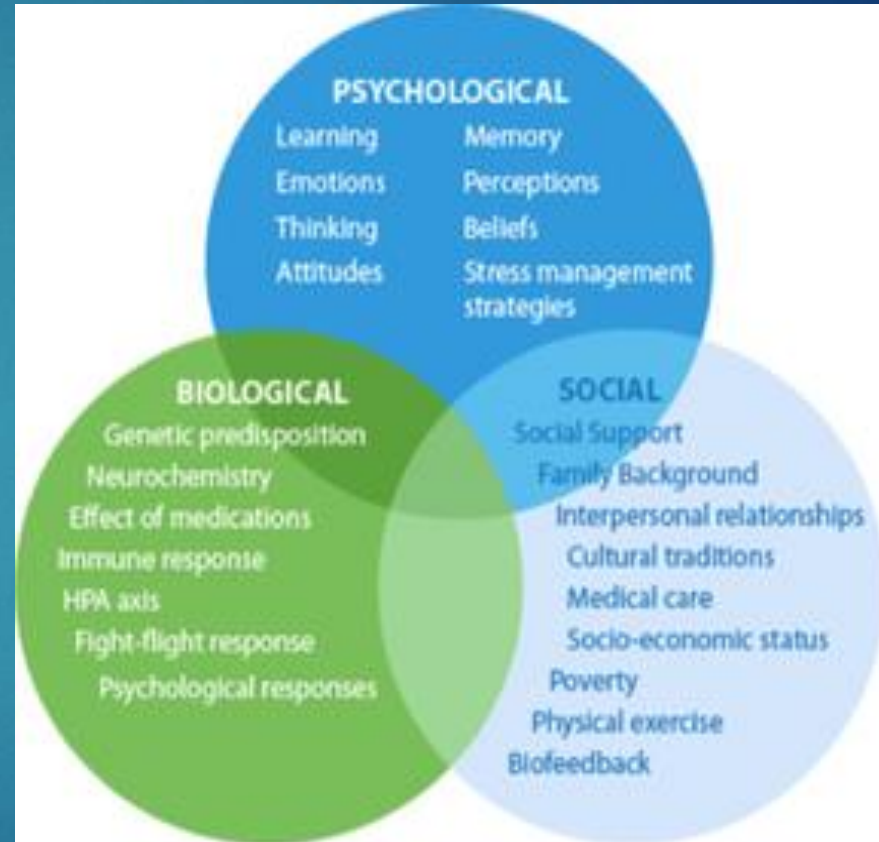 PSYCHOLOGICAL
Learning
Emotions
Thinking
Attitudes
Memory
Perceptions
Beliefs
Stress management
strategies
BIOLOGICAL
Genetic predisposition
Neurochemistry
Effect of medications
Immune response
HPA axis
Fight-flight response
Psychological responses
SOCIAL
Social Support
Family Background
Interpersonal relationships
Cultural traditions
Medical care
Socio-economic status
Poverty
Physical exercise
Biofeedback